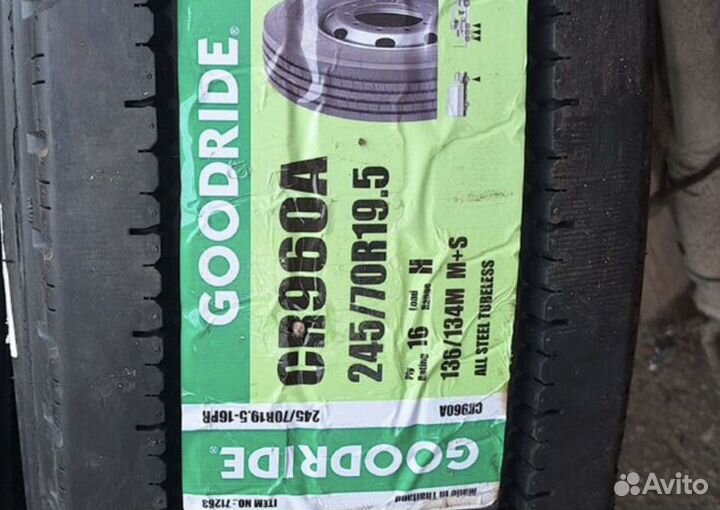 GOODRIDE®
CR960A
245/70R19.5
Ply Rating 16 Load Range H
136/134M M+S
ALL STEEL TUBELESS
245/70R19.5-16PR
CR960A
GOODRIDE®
ITEM NO.: 71263
Made in Thailand
Avito